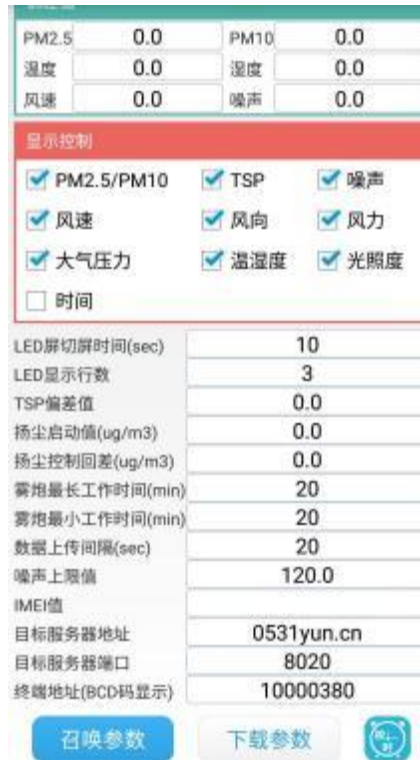 PM2.5 0.0 PM10 0.0
温度 0.0 湿度 0.0
风速 0.0 噪声 0.0
显示控制
PM2.5/PM10 TSP 噪声
风速 风向 风力
大气压力 温湿度 光照度
时间
LED屏切屏时间(sec) 10
LED显示行数 3
TSP偏差值 0.0
扬尘启动值(ug/m3) 0.0
扬尘控制回差(ug/m3) 0.0
雾炮最长工作时间(min) 20
雾炮最小工作时间(min) 20
数据上传间隔(sec) 20
噪声上限值 120.0
IMEI值
目标服务器地址 0531yun.cn
目标服务器端口 8020
终端地址(BCD码显示) 10000380
召唤参数 下载参数